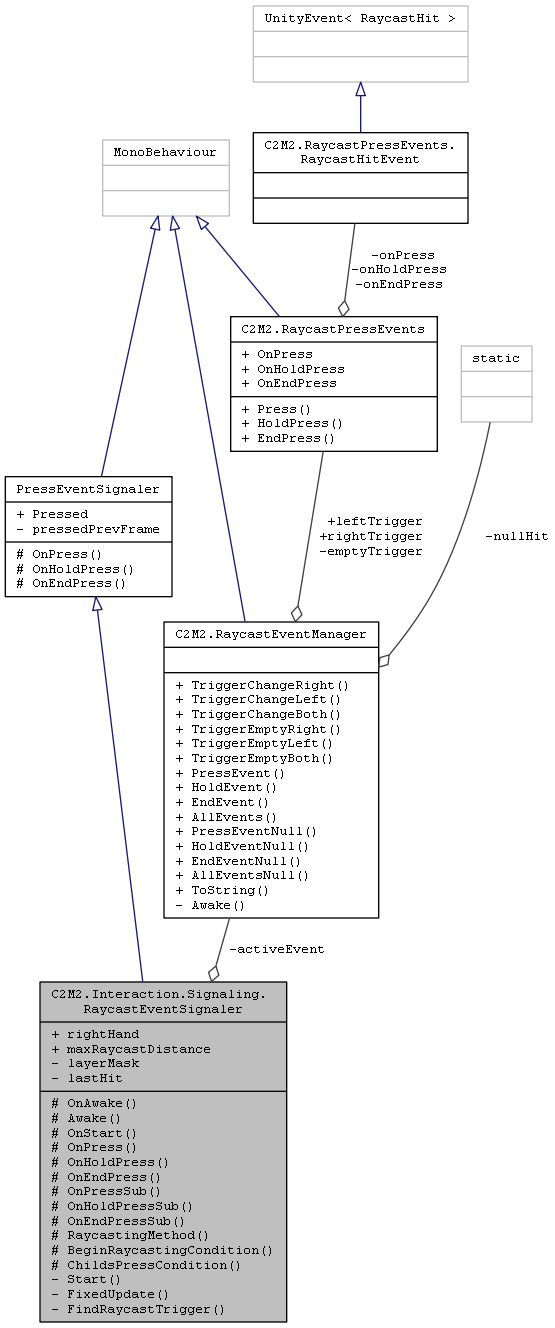 UnityEvent< RaycastHit >
C2M2.RaycastPressEvents.
RaycastHitEvent
MonoBehaviour
-onPress
-onHoldPress
-onEndPress
C2M2.RaycastPressEvents
+ OnPress
+ OnHoldPress
+ OnEndPress
+ Press()
+ HoldPress()
+ EndPress()
static
PressEventSignaler
+ Pressed
- pressedPrevFrame
# OnPress()
# OnHoldPress()
# OnEndPress()
+leftTrigger
+rightTrigger
-emptyTrigger
-nullHit
C2M2.RaycastEventManager
+ TriggerChangeRight()
+ TriggerChangeLeft()
+ TriggerChangeBoth()
+ TriggerEmptyRight()
+ TriggerEmptyLeft()
+ TriggerEmptyBoth()
+ PressEvent()
+ HoldEvent()
+ EndEvent()
+ AllEvents()
+ PressEventNull()
+ HoldEventNull()
+ EndEventNull()
+ AllEventsNull()
+ ToString()
- Awake()
-activeEvent
C2M2.Interaction.Signaling.
RaycastEventSignaler
+ rightHand
+ maxRaycastDistance
- layerMask
- lastHit
# OnAwake()
# Awake()
# OnStart()
# OnPress()
# OnHoldPress()
# OnEndPress()
# OnPressSub()
# OnHoldPressSub()
# OnEndPressSub()
# RaycastingMethod()
# BeginRaycastingCondition()
# ChildsPressCondition()
- Start()
- FixedUpdate()
- FindRaycastTrigger()